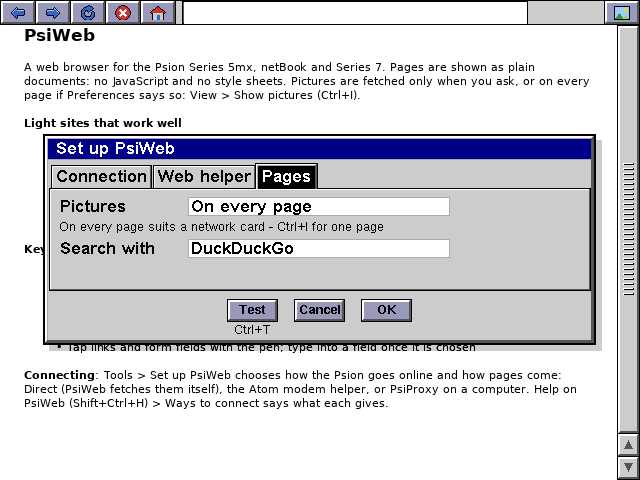 PsiWeb
A web browser for the Psion Series 5mx, netBook and Series 7. Pages are shown as plain
documents: no JavaScript and no style sheets. Pictures are fetched only when you ask, or on every
page if Preferences says so: View > Show pictures (Ctrl+I).
Light sites that work well
Set up PsiWeb
Connection Web helper Pages
Pictures On every page
On every page suits a network card - Ctrl+I for one page
Search with DuckDuckGo
Test Cancel OK
Ctrl+T
• Tap links and form fields with the pen; type into a field once it is chosen
Connecting: Tools > Set up PsiWeb chooses how the Psion goes online and how pages come:
Direct (PsiWeb fetches them itself), the Atom modem helper, or PsiProxy on a computer. Help on
PsiWeb (Shift+Ctrl+H) > Ways to connect says what each gives.